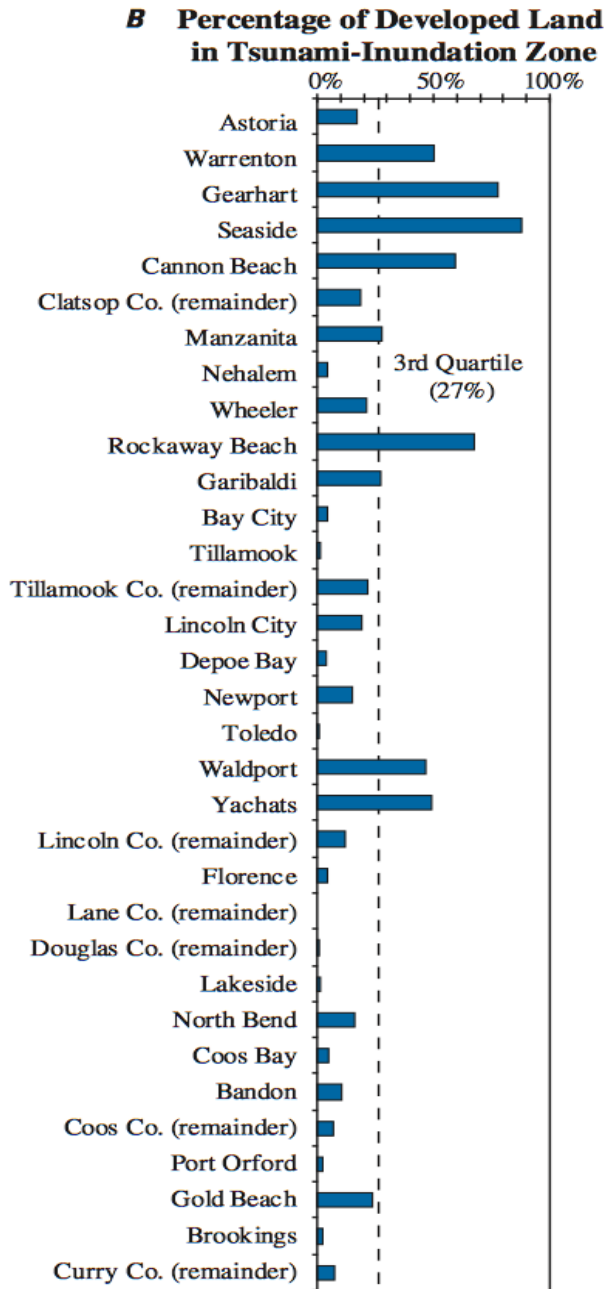 B Percentage of Developed Land
in Tsunami-Inundation Zone
0% 50% 100%
Astoria
Warrenton
Gearhart
Seaside
Cannon Beach
Clatsop Co. (remainder)
Manzanita
3rd Quartile
Nehalem
(27%)
Wheeler
Rockaway Beach
Garibaldi
Bay City
Tillamook
Tillamook Co. (remainder)
Lincoln City
Depoe Bay
Newport
Toledo
Waldport
Yachats
Lincoln Co. (remainder)
Florence
Lane Co. (remainder)
Douglas Co. (remainder)
Lakeside
North Bend
Coos Bay
Bandon
Coos Co. (remainder)
Port Orford
Gold Beach
Brookings
Curry Co. (remainder)